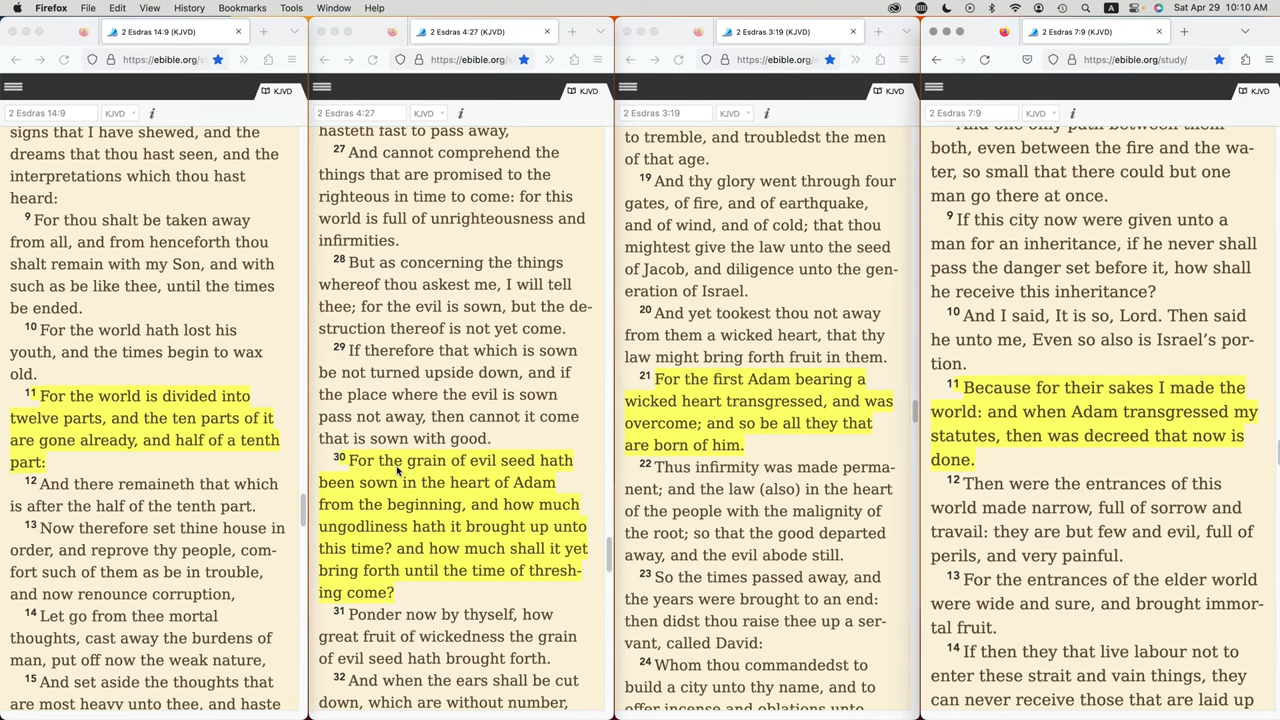 Firefox File Edit View History Bookmarks Tools Window Help A Sat Apr 29 10:10 AM
2 Esdras 14:9 (KJVD)
https://ebible.org/s
KJVD
2 Esdras 14:9 KJVD i
signs that I have shewed, and the
dreams that thou hast seen, and the
interpretations which thou hast
heard:
9 For thou shalt be taken away
from all, and from henceforth thou
shalt remain with my Son, and with
such as be like thee, until the times
be ended.
10 For the world hath lost his
youth, and the times begin to wax
old.
11 For the world is divided into
twelve parts, and the ten parts of it
are gone already, and half of a tenth
part:
12 And there remaineth that which
is after the half of the tenth part.
13 Now therefore set thine house in
order, and reprove thy people, com-
fort such of them as be in trouble,
and now renounce corruption,
14 Let go from thee mortal
thoughts, cast away the burdens of
man, put off now the weak nature,
15 And set aside the thoughts that
are most heavy unto thee, and haste
2 Esdras 4:27 (KJVD)
https://ebible.org/s
KJVD
2 Esdras 4:27 KJVD i
hasteth fast to pass away,
27 And cannot comprehend the
things that are promised to the
righteous in time to come: for this
world is full of unrighteousness and
infirmities.
28 But as concerning the things
whereof thou askest me, I will tell
thee; for the evil is sown, but the de-
struction thereof is not yet come.
29 If therefore that which is sown
be not turned upside down, and if
the place where the evil is sown
pass not away, then cannot it come
that is sown with good.
30 For the grain of evil seed hath
been sown in the heart of Adam
from the beginning, and how much
ungodliness hath it brought up unto
this time? and how much shall it yet
bring forth until the time of thresh-
ing come?
31 Ponder now by thyself, how
great fruit of wickedness the grain
of evil seed hath brought forth.
32 And when the ears shall be cut
down, which are without number,
2 Esdras 3:19 (KJVD)
https://ebible.org/s
KJVD
2 Esdras 3:19 KJVD i
to tremble, and troubledst the men
of that age.
19 And thy glory went through four
gates, of fire, and of earthquake,
and of wind, and of cold; that thou
mightest give the law unto the seed
of Jacob, and diligence unto the gen-
eration of Israel.
20 And yet tookest thou not away
from them a wicked heart, that thy
law might bring forth fruit in them.
21 For the first Adam bearing a
wicked heart transgressed, and was
overcome; and so be all they that
are born of him.
22 Thus infirmity was made perma-
nent; and the law (also) in the heart
of the people with the malignity of
the root; so that the good departed
away, and the evil abode still.
23 So the times passed away, and
the years were brought to an end:
then didst thou raise thee up a ser-
vant, called David:
24 Whom thou commandedst to
build a city unto thy name, and to
offer incense and oblations unto
2 Esdras 7:9 (KJVD)
https://ebible.org/study/
KJVD
2 Esdras 7:9 KJVD i
And one only path between them
both, even between the fire and the wa-
ter, so small that there could but one
man go there at once.
9 If this city now were given unto a
man for an inheritance, if he never shall
pass the danger set before it, how shall
he receive this inheritance?
10 And I said, It is so, Lord. Then said
he unto me, Even so also is Israel’s por-
tion.
11 Because for their sakes I made the
world: and when Adam transgressed my
statutes, then was decreed that now is
done.
12 Then were the entrances of this
world made narrow, full of sorrow and
travail: they are but few and evil, full of
perils, and very painful.
13 For the entrances of the elder world
were wide and sure, and brought immor-
tal fruit.
14 If then they that live labour not to
enter these strait and vain things, they
can never receive those that are laid up